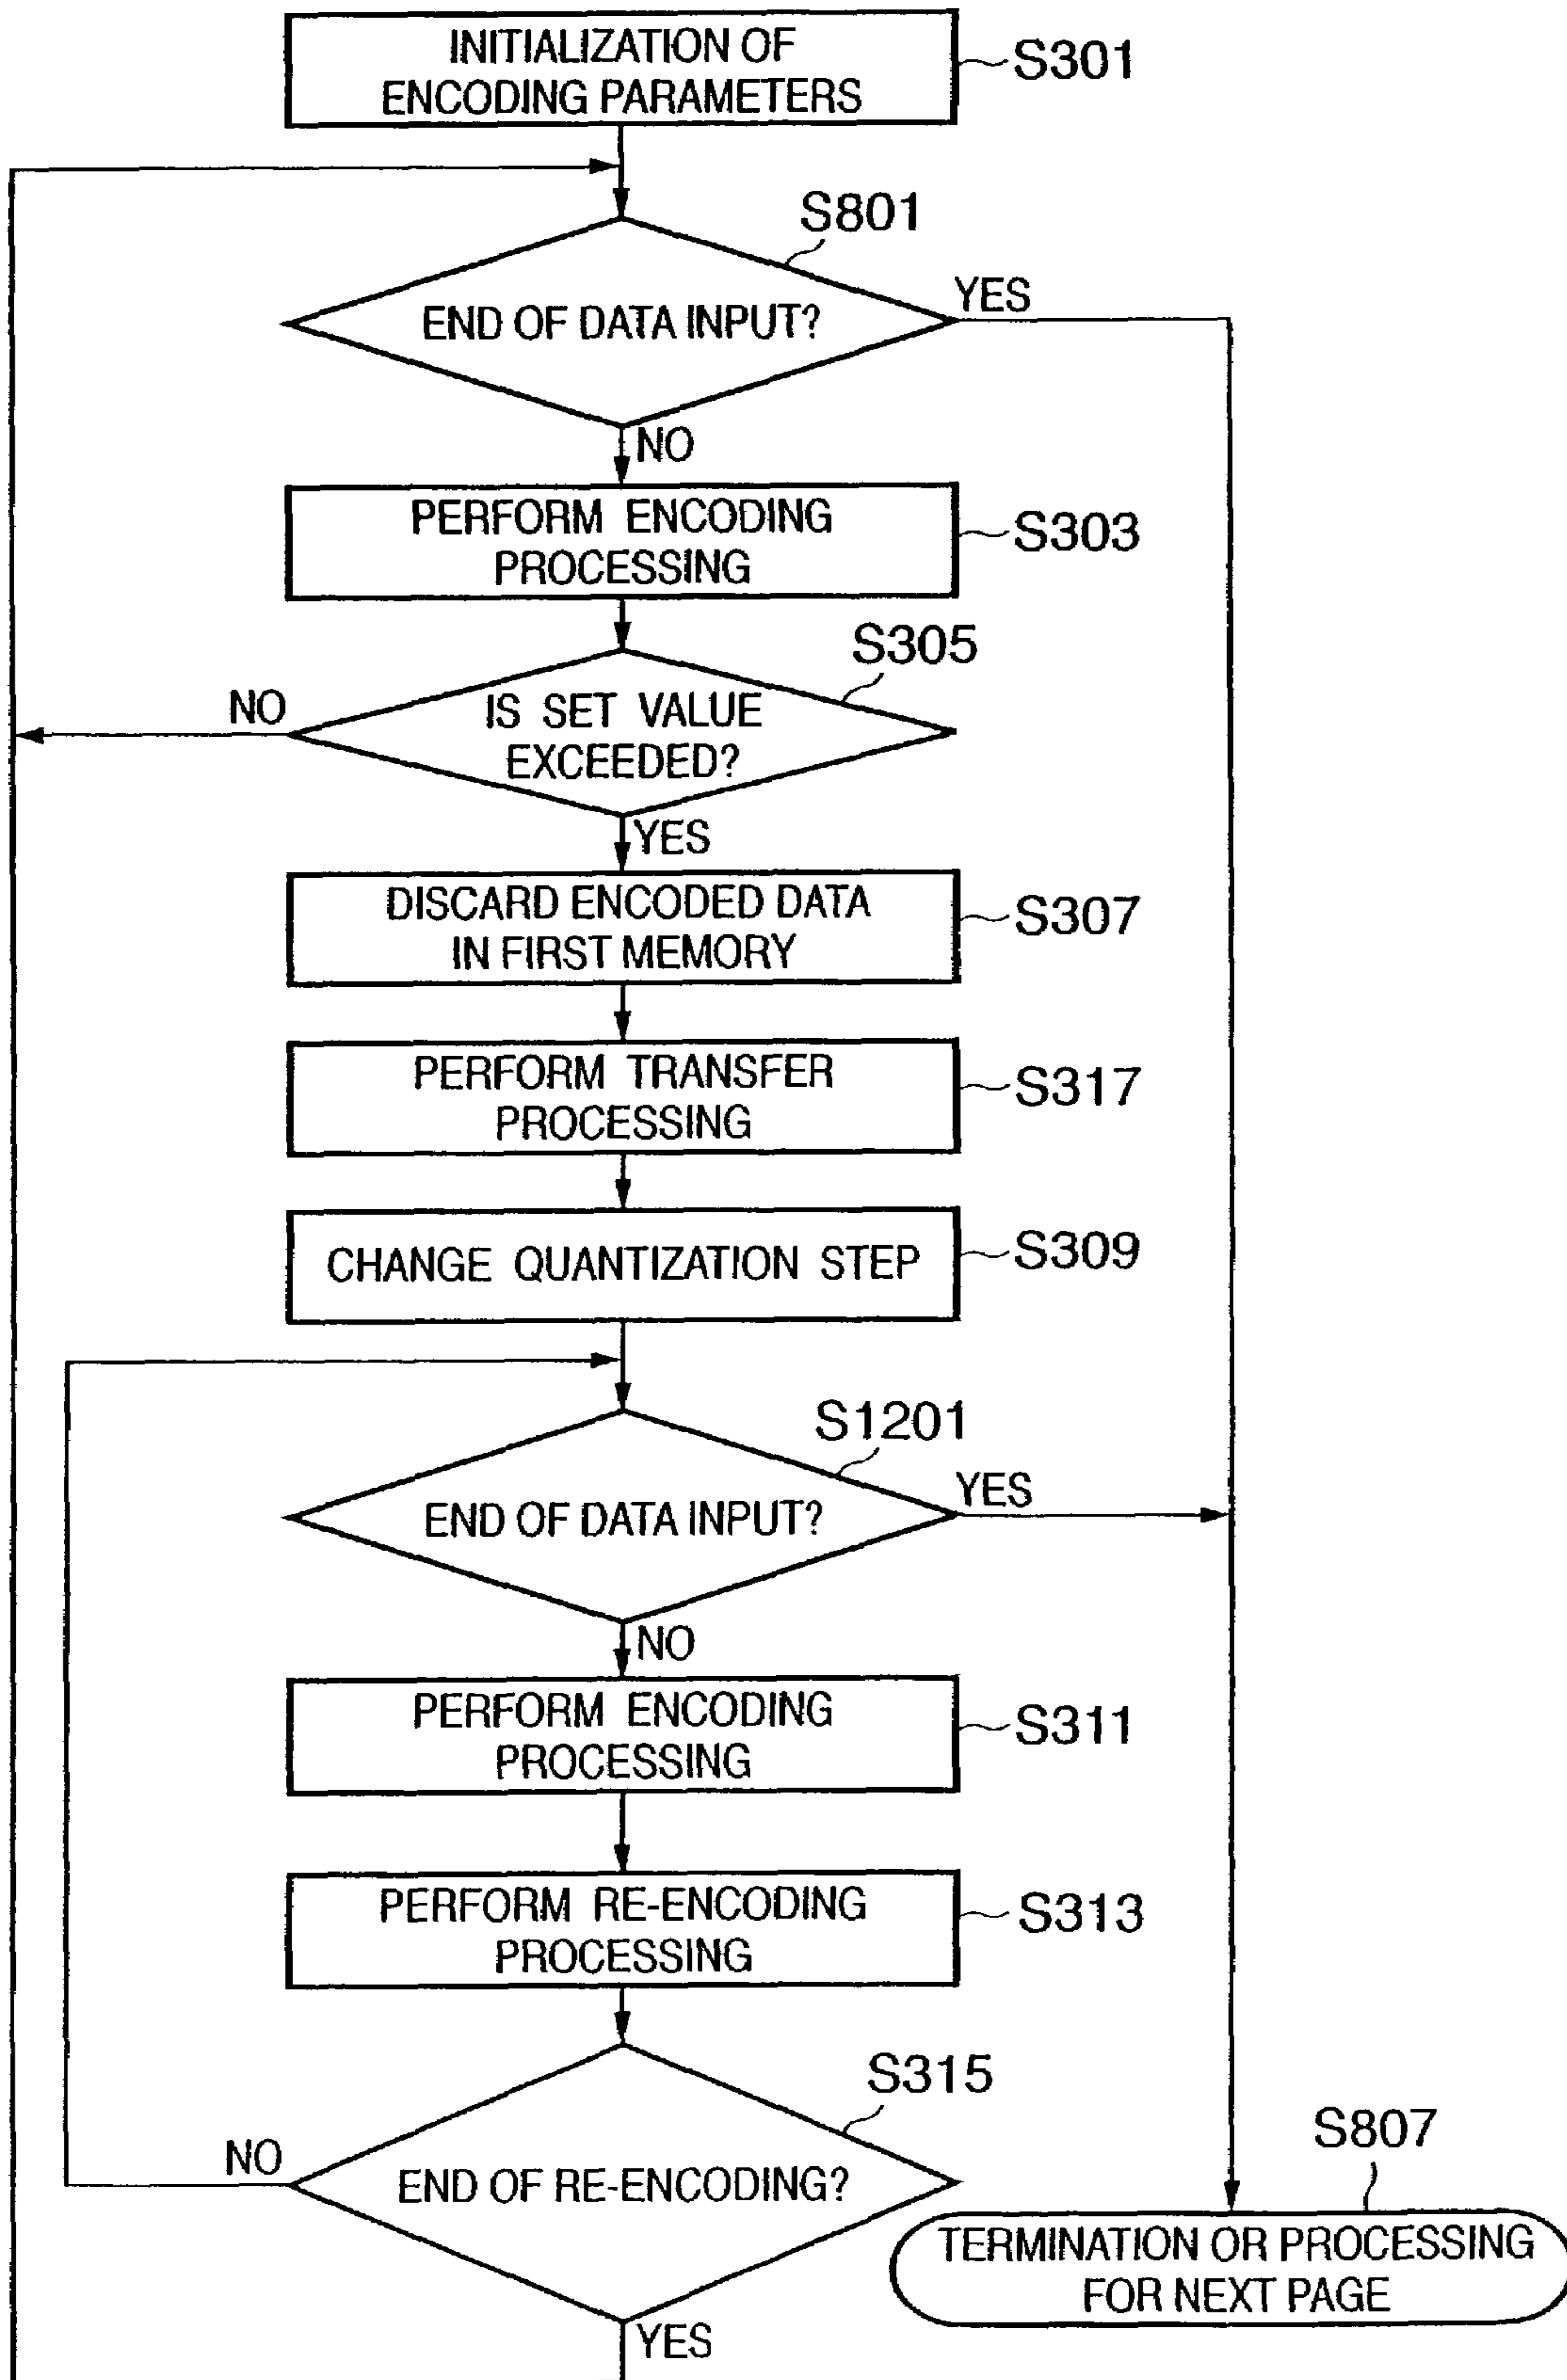 INITIALIZATION OF
ENCODING PARAMETERS
S301
S801
END OF DATA INPUT?
YES
NO
PERFORM ENCODING
PROCESSING
S303
S305
NO
IS SET VALUE
EXCEEDED?
YES
DISCARD ENCODED DATA
IN FIRST MEMORY
S307
PERFORM TRANSFER
PROCESSING
S317
CHANGE QUANTIZATION STEP
S309
S1201
END OF DATA INPUT?
YES
NO
PERFORM ENCODING
PROCESSING
S311
PERFORM RE-ENCODING
PROCESSING
S313
S315
NO
END OF RE-ENCODING?
YES
S807
TERMINATION OR PROCESSING
FOR NEXT PAGE